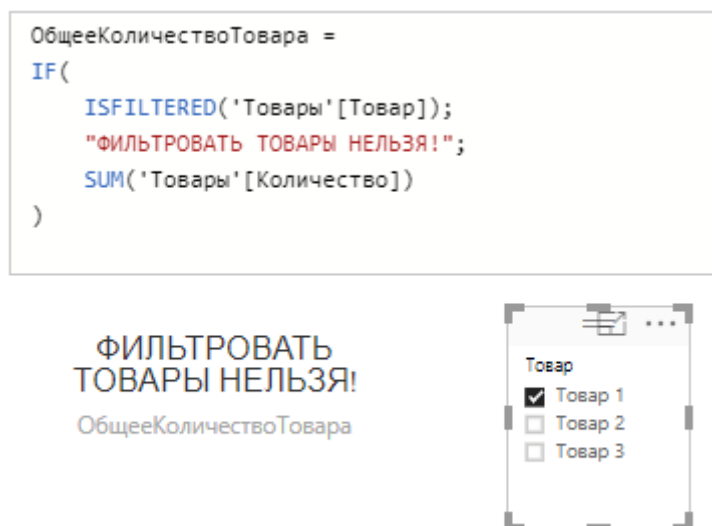 ОбщееКоличествоТовара =
IF(
ISFILTERED('Товары'[Товар]);
"ФИЛЬТРОВАТЬ ТОВАРЫ НЕЛЬЗЯ!";
SUM('Товары'[Количество])
)
ФИЛЬТРОВАТЬ
ТОВАРЫ НЕЛЬЗЯ!
ОбщееКоличествоТовара
Товар
Товар 1
Товар 2
Товар 3